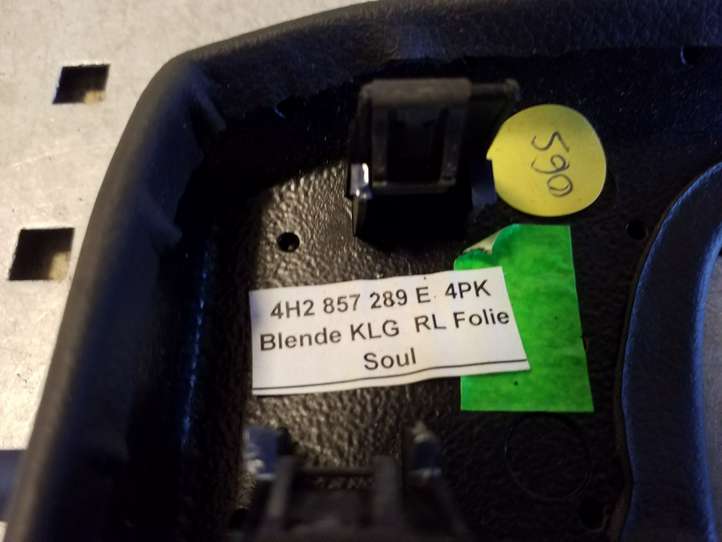 590
4H2 857 289 E 4PK
Blende KLG RL Folie
Soul